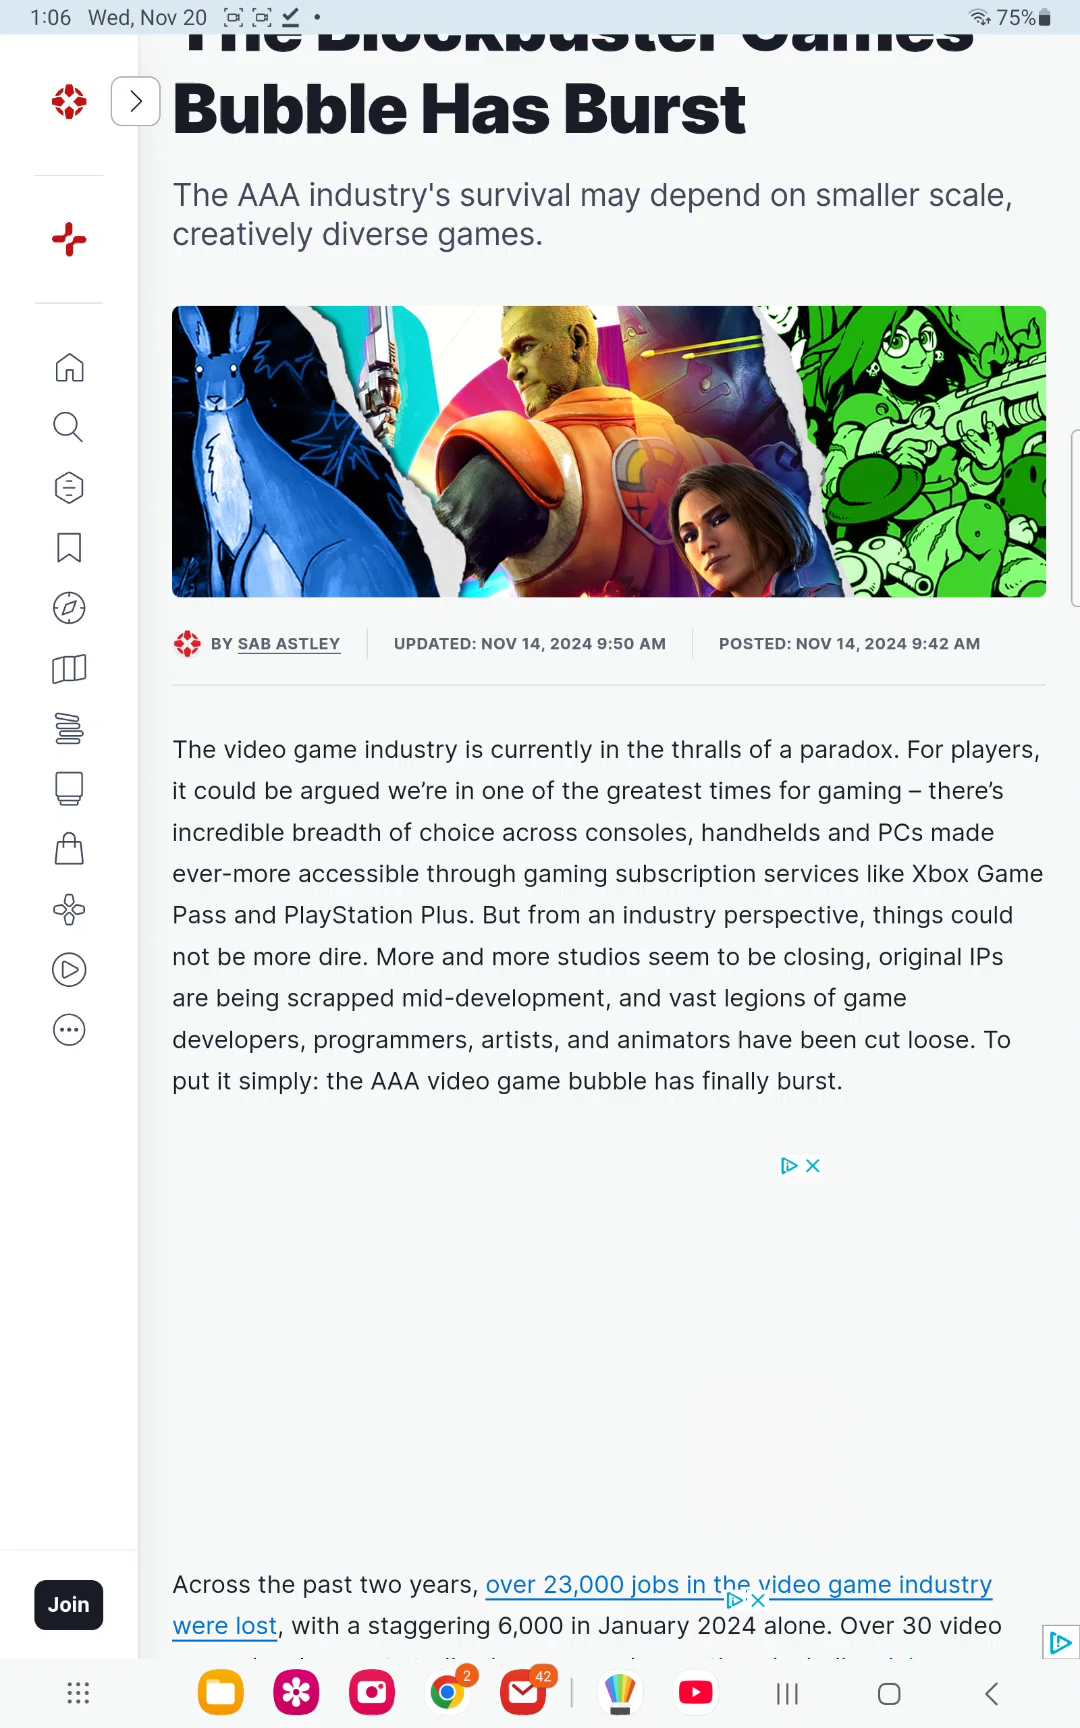 1:06 Wed, Nov 20
75%
The Blockbuster Games
Bubble Has Burst
The AAA industry's survival may depend on smaller scale,
creatively diverse games.
BY SAB ASTLEY
UPDATED: NOV 14, 2024 9:50 AM
POSTED: NOV 14, 2024 9:42 AM
The video game industry is currently in the thralls of a paradox. For players,
it could be argued we’re in one of the greatest times for gaming – there’s
incredible breadth of choice across consoles, handhelds and PCs made
ever-more accessible through gaming subscription services like Xbox Game
Pass and PlayStation Plus. But from an industry perspective, things could
not be more dire. More and more studios seem to be closing, original IPs
are being scrapped mid-development, and vast legions of game
developers, programmers, artists, and animators have been cut loose. To
put it simply: the AAA video game bubble has finally burst.
Across the past two years, over 23,000 jobs in the video game industry
were lost, with a staggering 6,000 in January 2024 alone. Over 30 video
Join
2
42